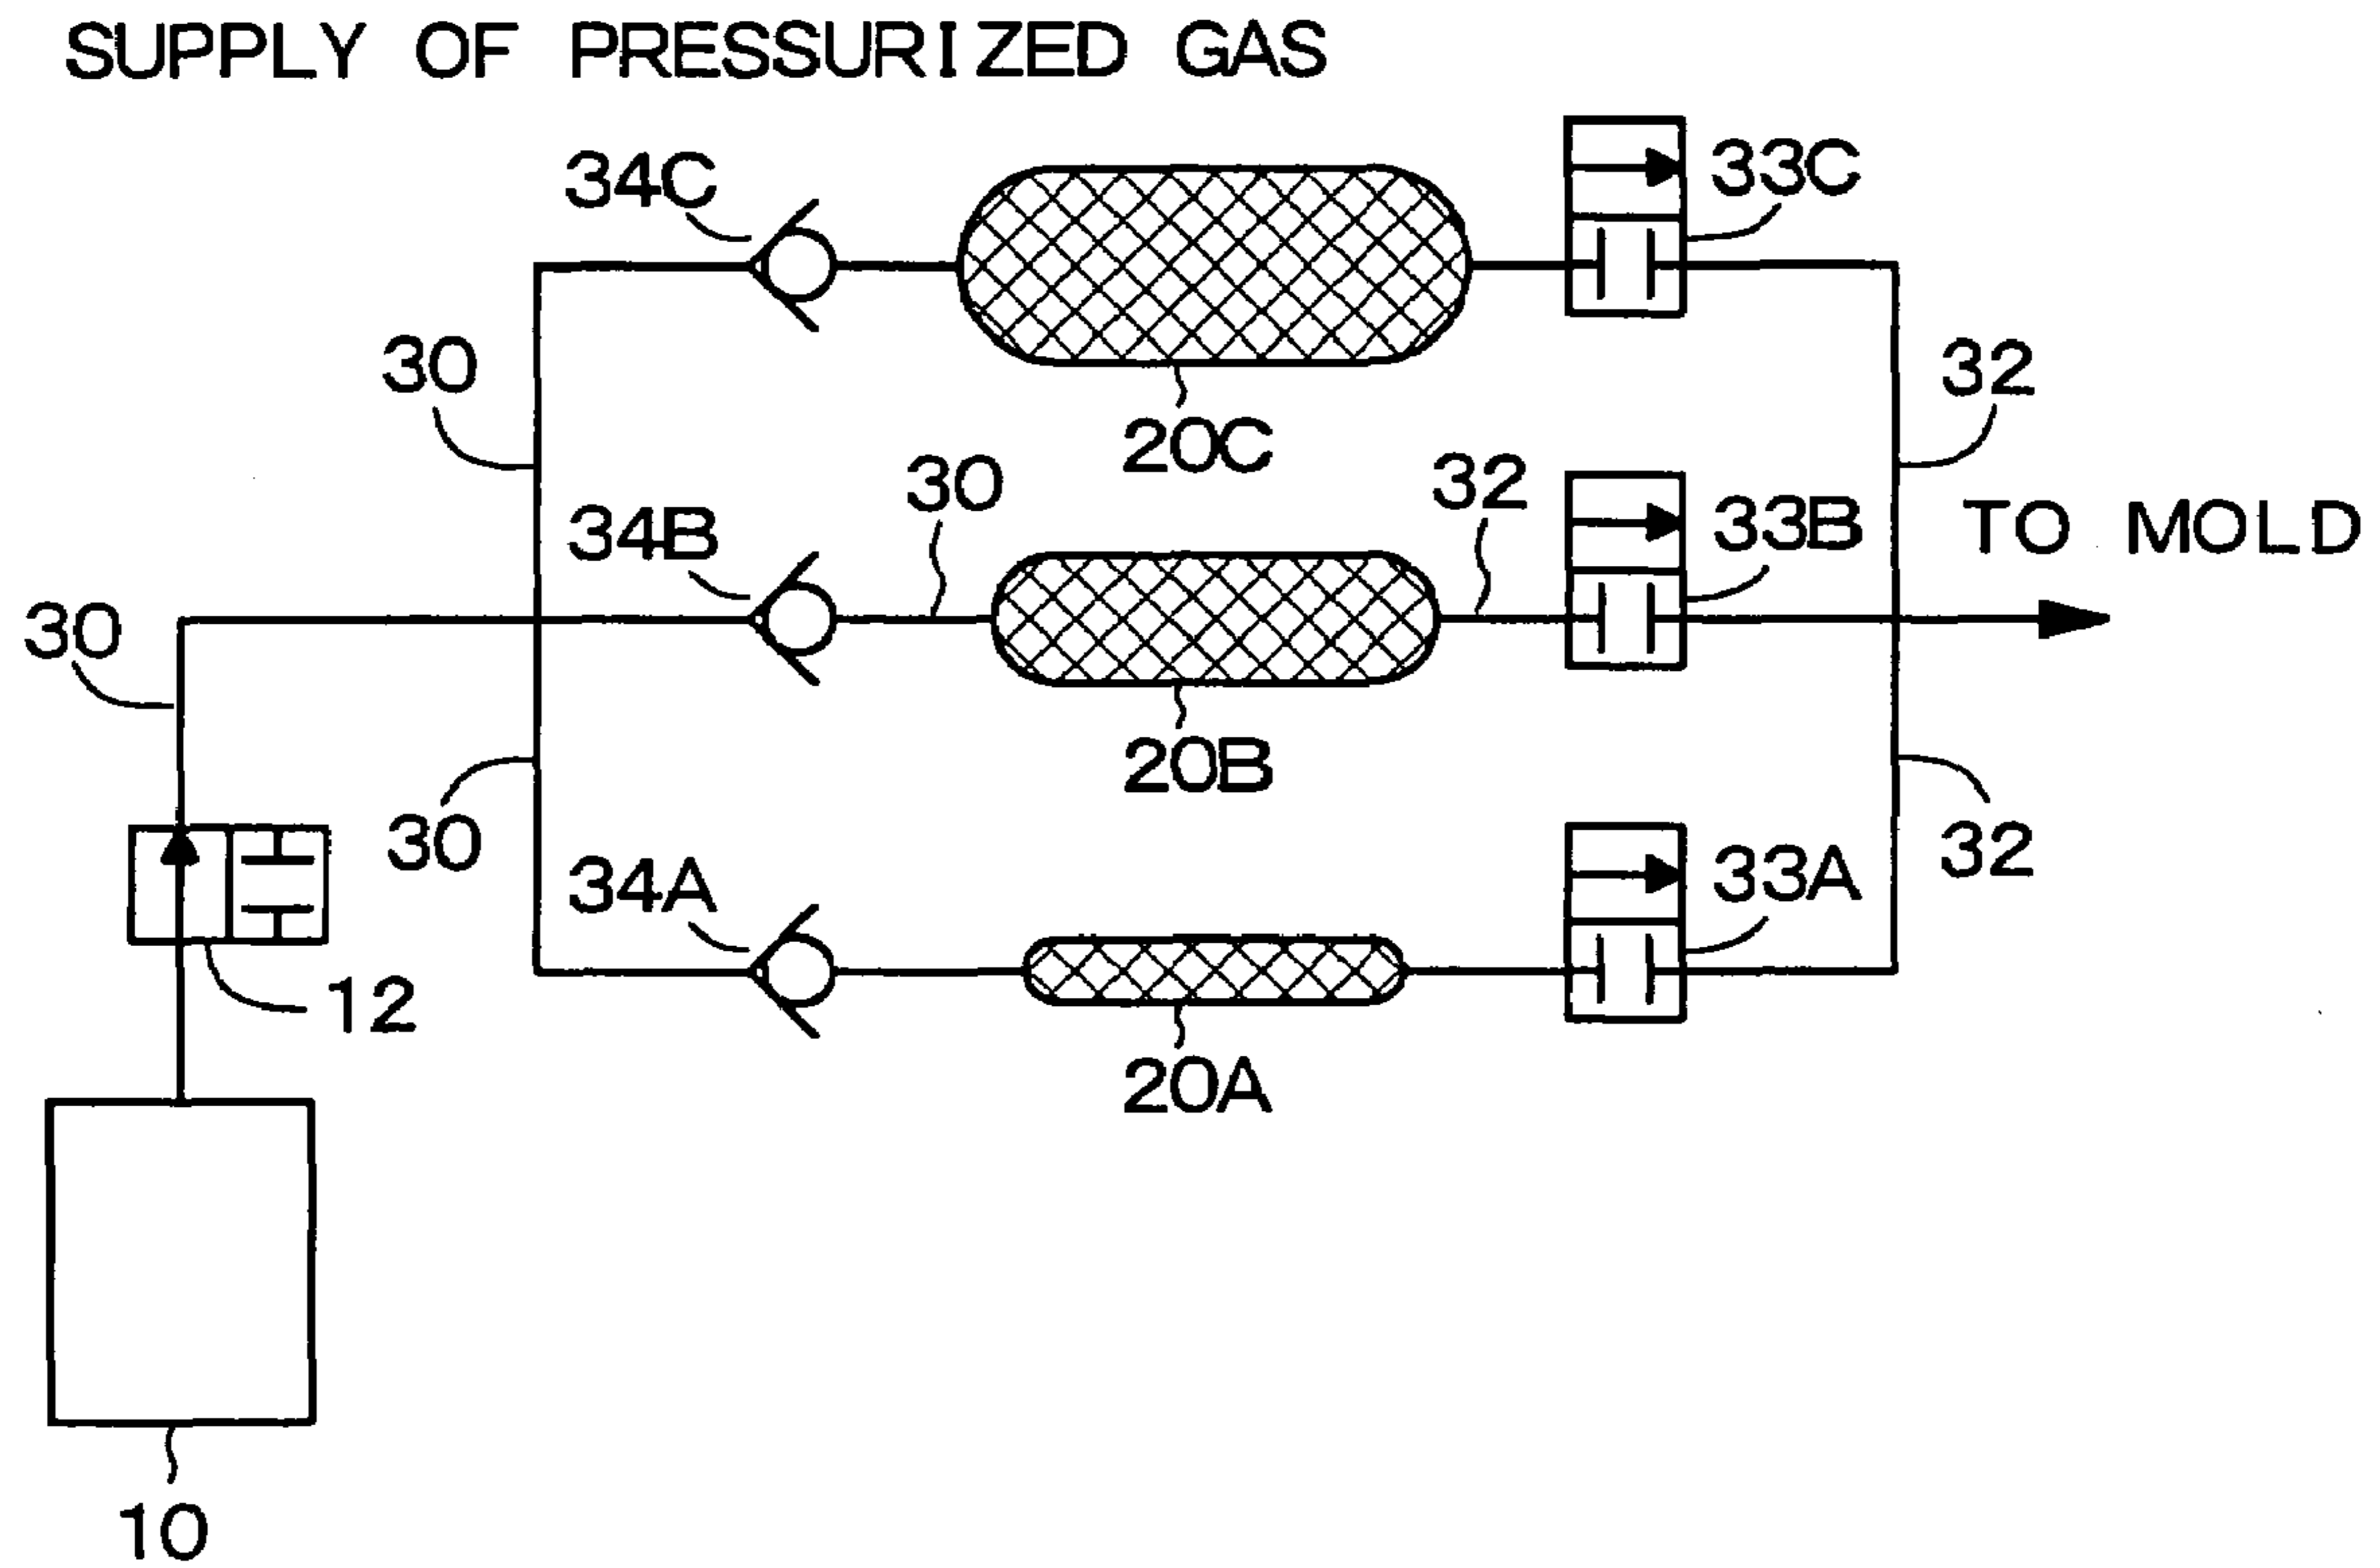 SUPPLY OF PRESSURIZED GAS
34C
33C
30
32
20C
30
32
34B
33B
TO MOLD
30
20B
30
32
34A
33A
12
20A
10